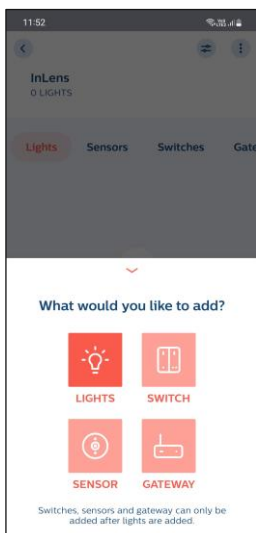 11:52
InLens
0 LIGHTS
Lights Sensors Switches Gate
What would you like to add?
LIGHTS SWITCH
SENSOR GATEWAY
Switches, sensors and gateway can only be
added after lights are added.